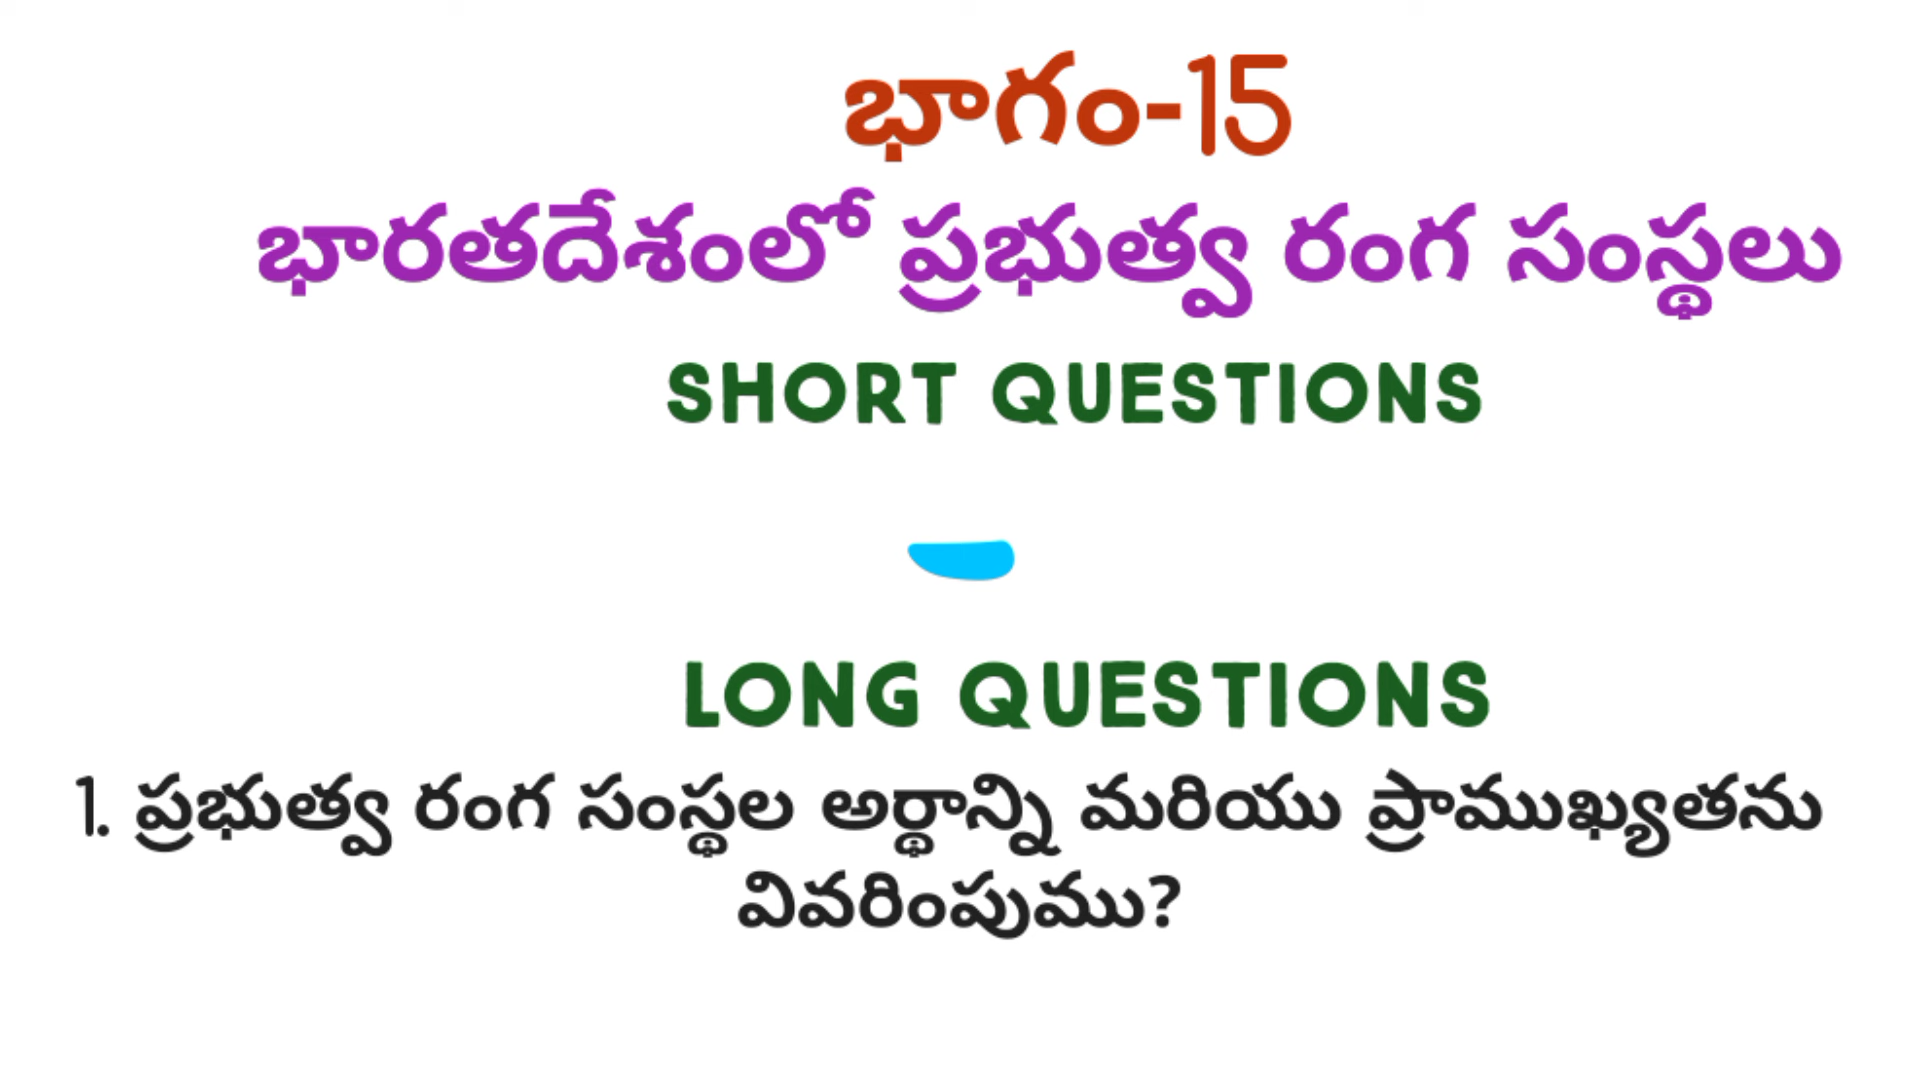 భాగం-15
భారతదేశంలో ప్రభుత్వ రంగ సంస్థలు
SHORT QUESTIONS
LONG QUESTIONS
1. ప్రభుత్వ రంగ సంస్థల అర్థాన్ని మరియు ప్రాముఖ్యతను
వివరింపుము?